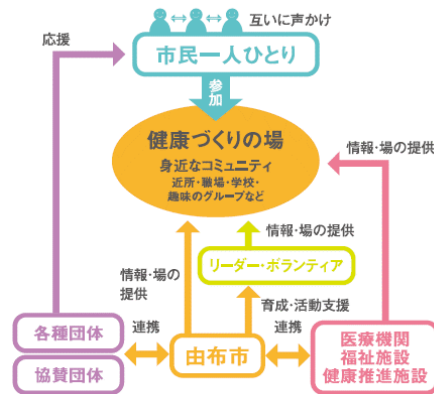 互いに声かけ
応援
市民一人ひとり
参加
健康づくりの場
身近なコミュニティ
近所・職場・学校・
趣味のグループなど
情報・場の提供
情報・場の提供
リーダー・ボランティア
情報・場の
提供
育成・活動支援
各種団体
協賛団体
連携
由布市
連携
医療機関
福祉施設
健康推進施設